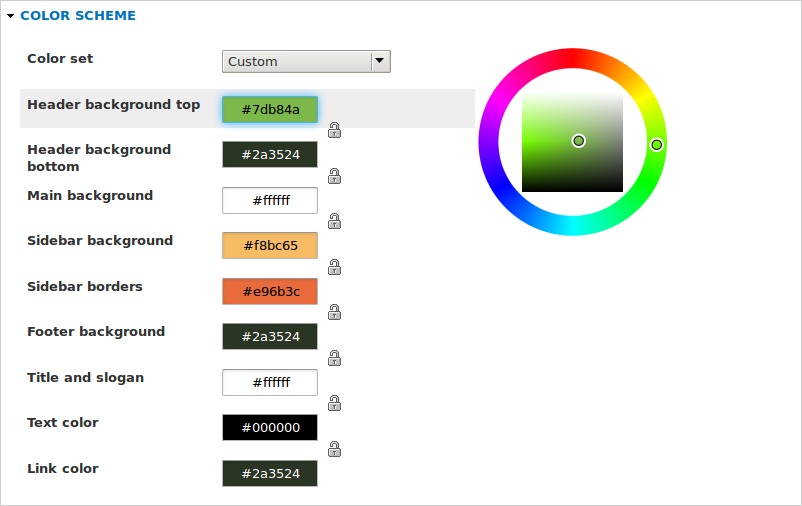 COLOR SCHEME
Color set
Custom
Header background top
#7db84a
Header background
bottom
#2a3524
Main background
#ffffff
Sidebar background
#f8bc65
Sidebar borders
#e96b3c
Footer background
#2a3524
Title and slogan
#ffffff
Text color
#000000
Link color
#2a3524